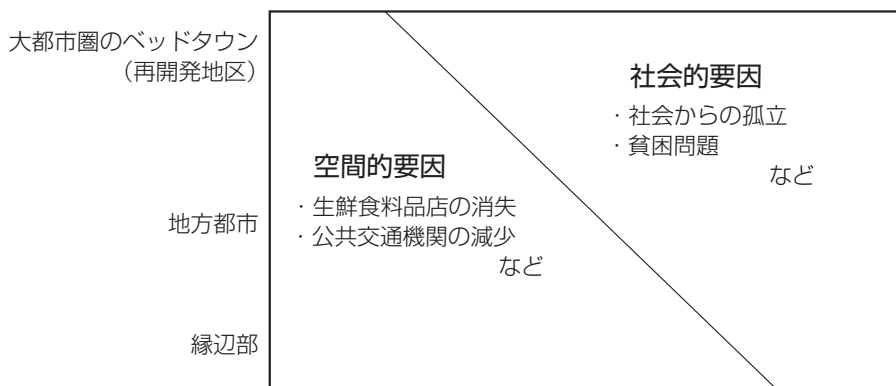 大都市圏のベッドタウン
（再開発地区）
地方都市
縁辺部
空間的要因
・生鮮食料品店の消失
・公共交通機関の減少
など
社会的要因
・社会からの孤立
・貧困問題
など